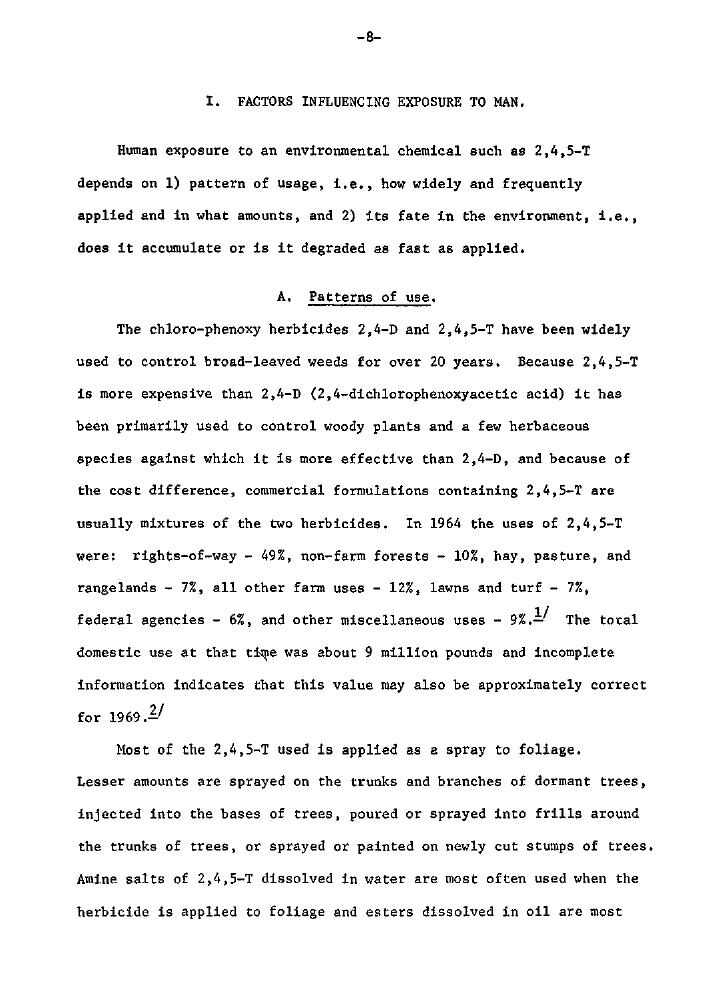 -8-
I. FACTORS INFLUENCING EXPOSURE TO MAN.
Human exposure to an environmental chemical such as 2,4,5-T
depends on 1) pattern of usage, i.e., how widely and frequently
applied and in what amounts, and 2) its fate in the environment, i.e.,
does it accumulate or is it degraded as fast as applied.
A. Patterns of use.
The chloro-phenoxy herbicides 2,4-D and 2,4,5-T have been widely
used to control broad-leaved weeds for over 20 years. Because 2,4,5-T
is more expensive than 2,4-D (2,4-dichlorophenoxyacetic acid) it has
been primarily used to control woody plants and a few herbaceous
species against which it is more effective than 2,4-D, and because of
the cost difference, commercial formulations containing 2,4,5-T are
usually mixtures of the two herbicides. In 1964 the uses of 2,4,5-T
were: rights-of-way - 49%, non-farm forests - 10%, hay, pasture, and
rangelands - 7%, all other farm uses - 12%, lawns and turf - 7%,
federal agencies - 6%, and other miscellaneous uses - 9%.1/ The total
domestic use at that time was about 9 million pounds and incomplete
information indicates that this value may also be approximately correct
for 1969.2/
Most of the 2,4,5-T used is applied as a spray to foliage.
Lesser amounts are sprayed on the trunks and branches of dormant trees,
injected into the bases of trees, poured or sprayed into frills around
the trunks of trees, or sprayed or painted on newly cut stumps of trees.
Amine salts of 2,4,5-T dissolved in water are most often used when the
herbicide is applied to foliage and esters dissolved in oil are most